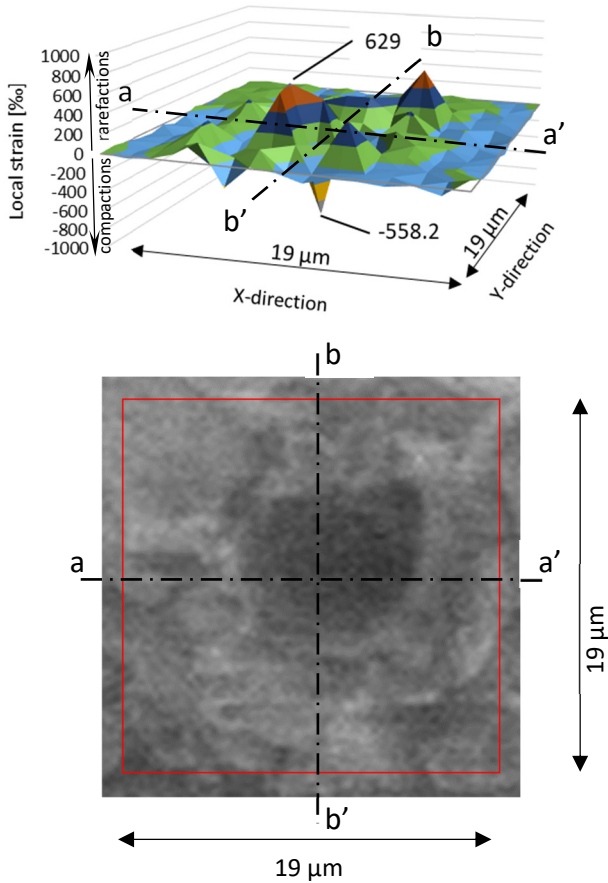 Local strain [‰]
compactions
rarefactions
1000
800
600
400
200
0
-200
-400
-600
-800
-1000
629
b
a
a’
b’
-558.2
19 µm
19 µm
X-direction
Y-direction
b
a
a’
19 µm
b’
19 µm